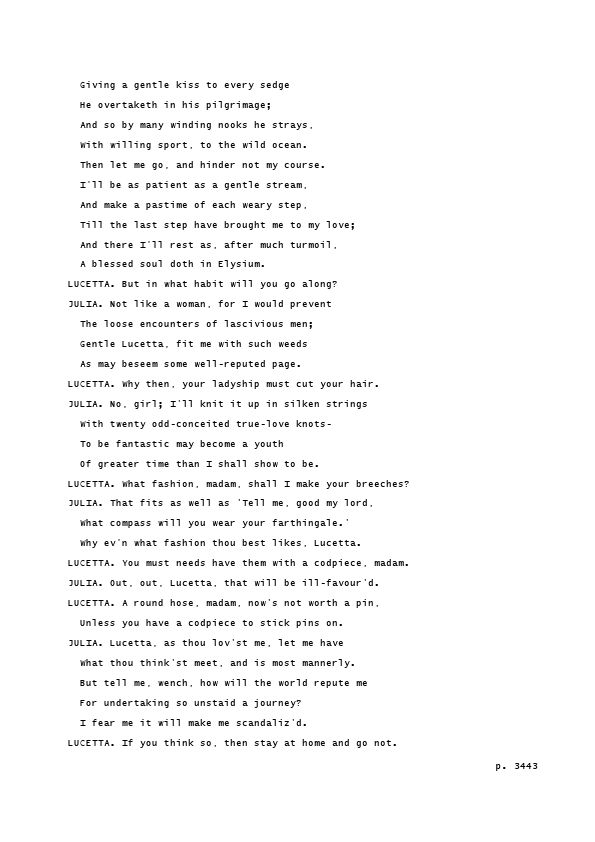 Giving a gentle kiss to every sedge
He overtaketh in his pilgrimage;
And so by many winding nooks he strays,
With willing sport, to the wild ocean.
Then let me go, and hinder not my course.
I'll be as patient as a gentle stream,
And make a pastime of each weary step,
Till the last step have brought me to my love;
And there I'll rest as, after much turmoil,
A blessed soul doth in Elysium.
LUCETTA. But in what habit will you go along?
JULIA. Not like a woman, for I would prevent
The loose encounters of lascivious men;
Gentle Lucetta, fit me with such weeds
As may beseem some well-reputed page.
LUCETTA. Why then, your ladyship must cut your hair.
JULIA. No, girl; I'll knit it up in silken strings
With twenty odd-conceited true-love knots-
To be fantastic may become a youth
Of greater time than I shall show to be.
LUCETTA. What fashion, madam, shall I make your breeches?
JULIA. That fits as well as 'Tell me, good my lord,
What compass will you wear your farthingale.'
Why ev'n what fashion thou best likes, Lucetta.
LUCETTA. You must needs have them with a codpiece, madam.
JULIA. Out, out, Lucetta, that will be ill-favour'd.
LUCETTA. A round hose, madam, now's not worth a pin,
Unless you have a codpiece to stick pins on.
JULIA. Lucetta, as thou lov'st me, let me have
What thou think'st meet, and is most mannerly.
But tell me, wench, how will the world repute me
For undertaking so unstaid a journey?
I fear me it will make me scandaliz'd.
LUCETTA. If you think so, then stay at home and go not.
p. 3443